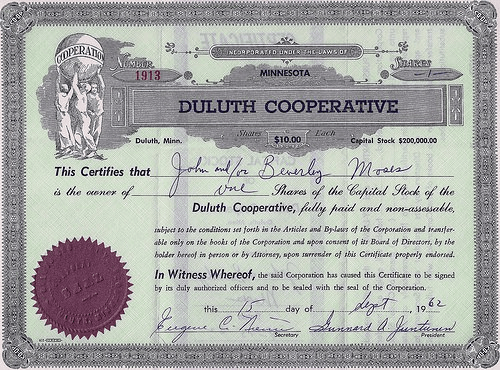 COOPERATION
INCORPORATED UNDER THE LAWS OF
NUMBER
1913
MINNESOTA
SHARES
-1-
DULUTH COOPERATIVE
Shares $10.00 Each
Duluth, Minn.
Capital Stock $200,000.00
This Certifies that John and/or Beverley Moses
is the owner of One Shares of the Capital Stock of the
Duluth Cooperative, fully paid and non-assessable,
subject to the conditions set forth in the Articles and By-laws of the Corporation and transfer-
able only on the books of the Corporation and upon consent of its Board of Directors, by the
holder hereof in person or by Attorney, upon surrender of this Certificate properly endorsed.
In Witness Whereof, the said Corporation has caused this Certificate to be signed
by its duly authorized officers and to be sealed with the seal of the Corporation.
this 15 day of Sept, 1962
Eugene C.
Secretary
President